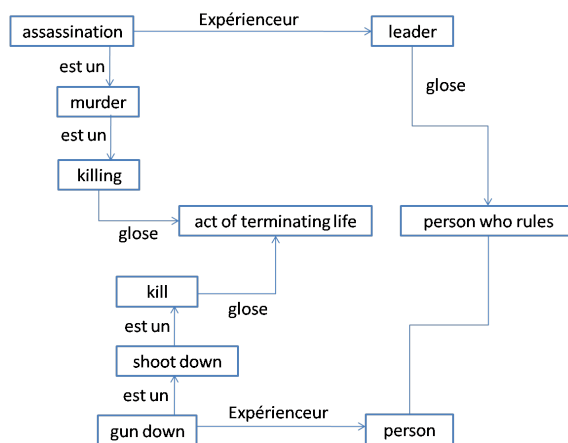 assassination
Expérienceur
leader
est un
glose
murder
est un
killing
glose
act of terminating life
person who rules
kill
glose
est un
shoot down
est un
gun down
Expérienceur
person